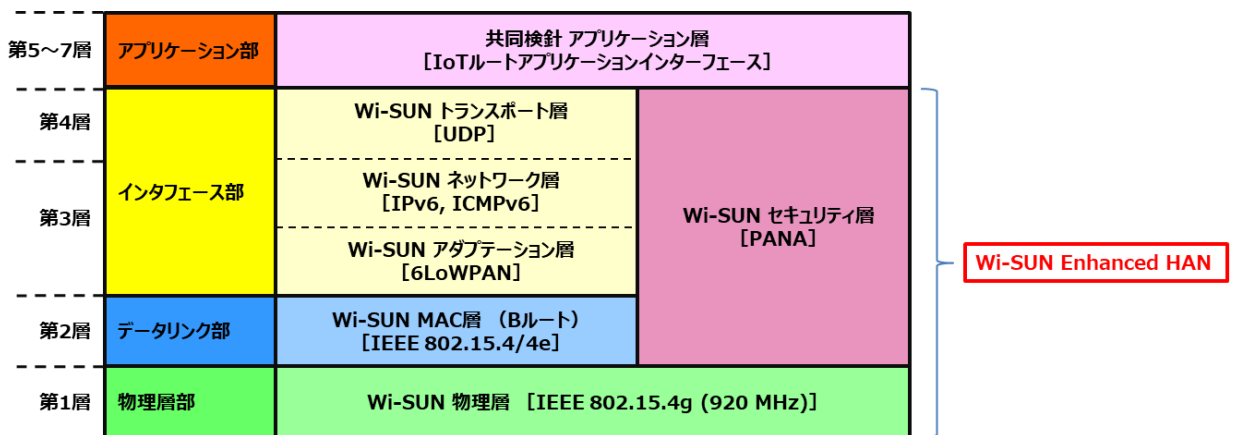 第5～7層
アプリケーション部
共同検針 アプリケーション層
[IoTルートアプリケーションインターフェース]
第4層
Wi-SUN トランスポート層
[UDP]
第3層
インタフェース部
Wi-SUN ネットワーク層
[IPv6, ICMPv6]
Wi-SUN アダプテーション層
[6LoWPAN]
Wi-SUN セキュリティ層
[PANA]
Wi-SUN Enhanced HAN
第2層
データリンク部
Wi-SUN MAC層 （Bルート）
[IEEE 802.15.4/4e]
第1層
物理層部
Wi-SUN 物理層 [IEEE 802.15.4g (920 MHz)]